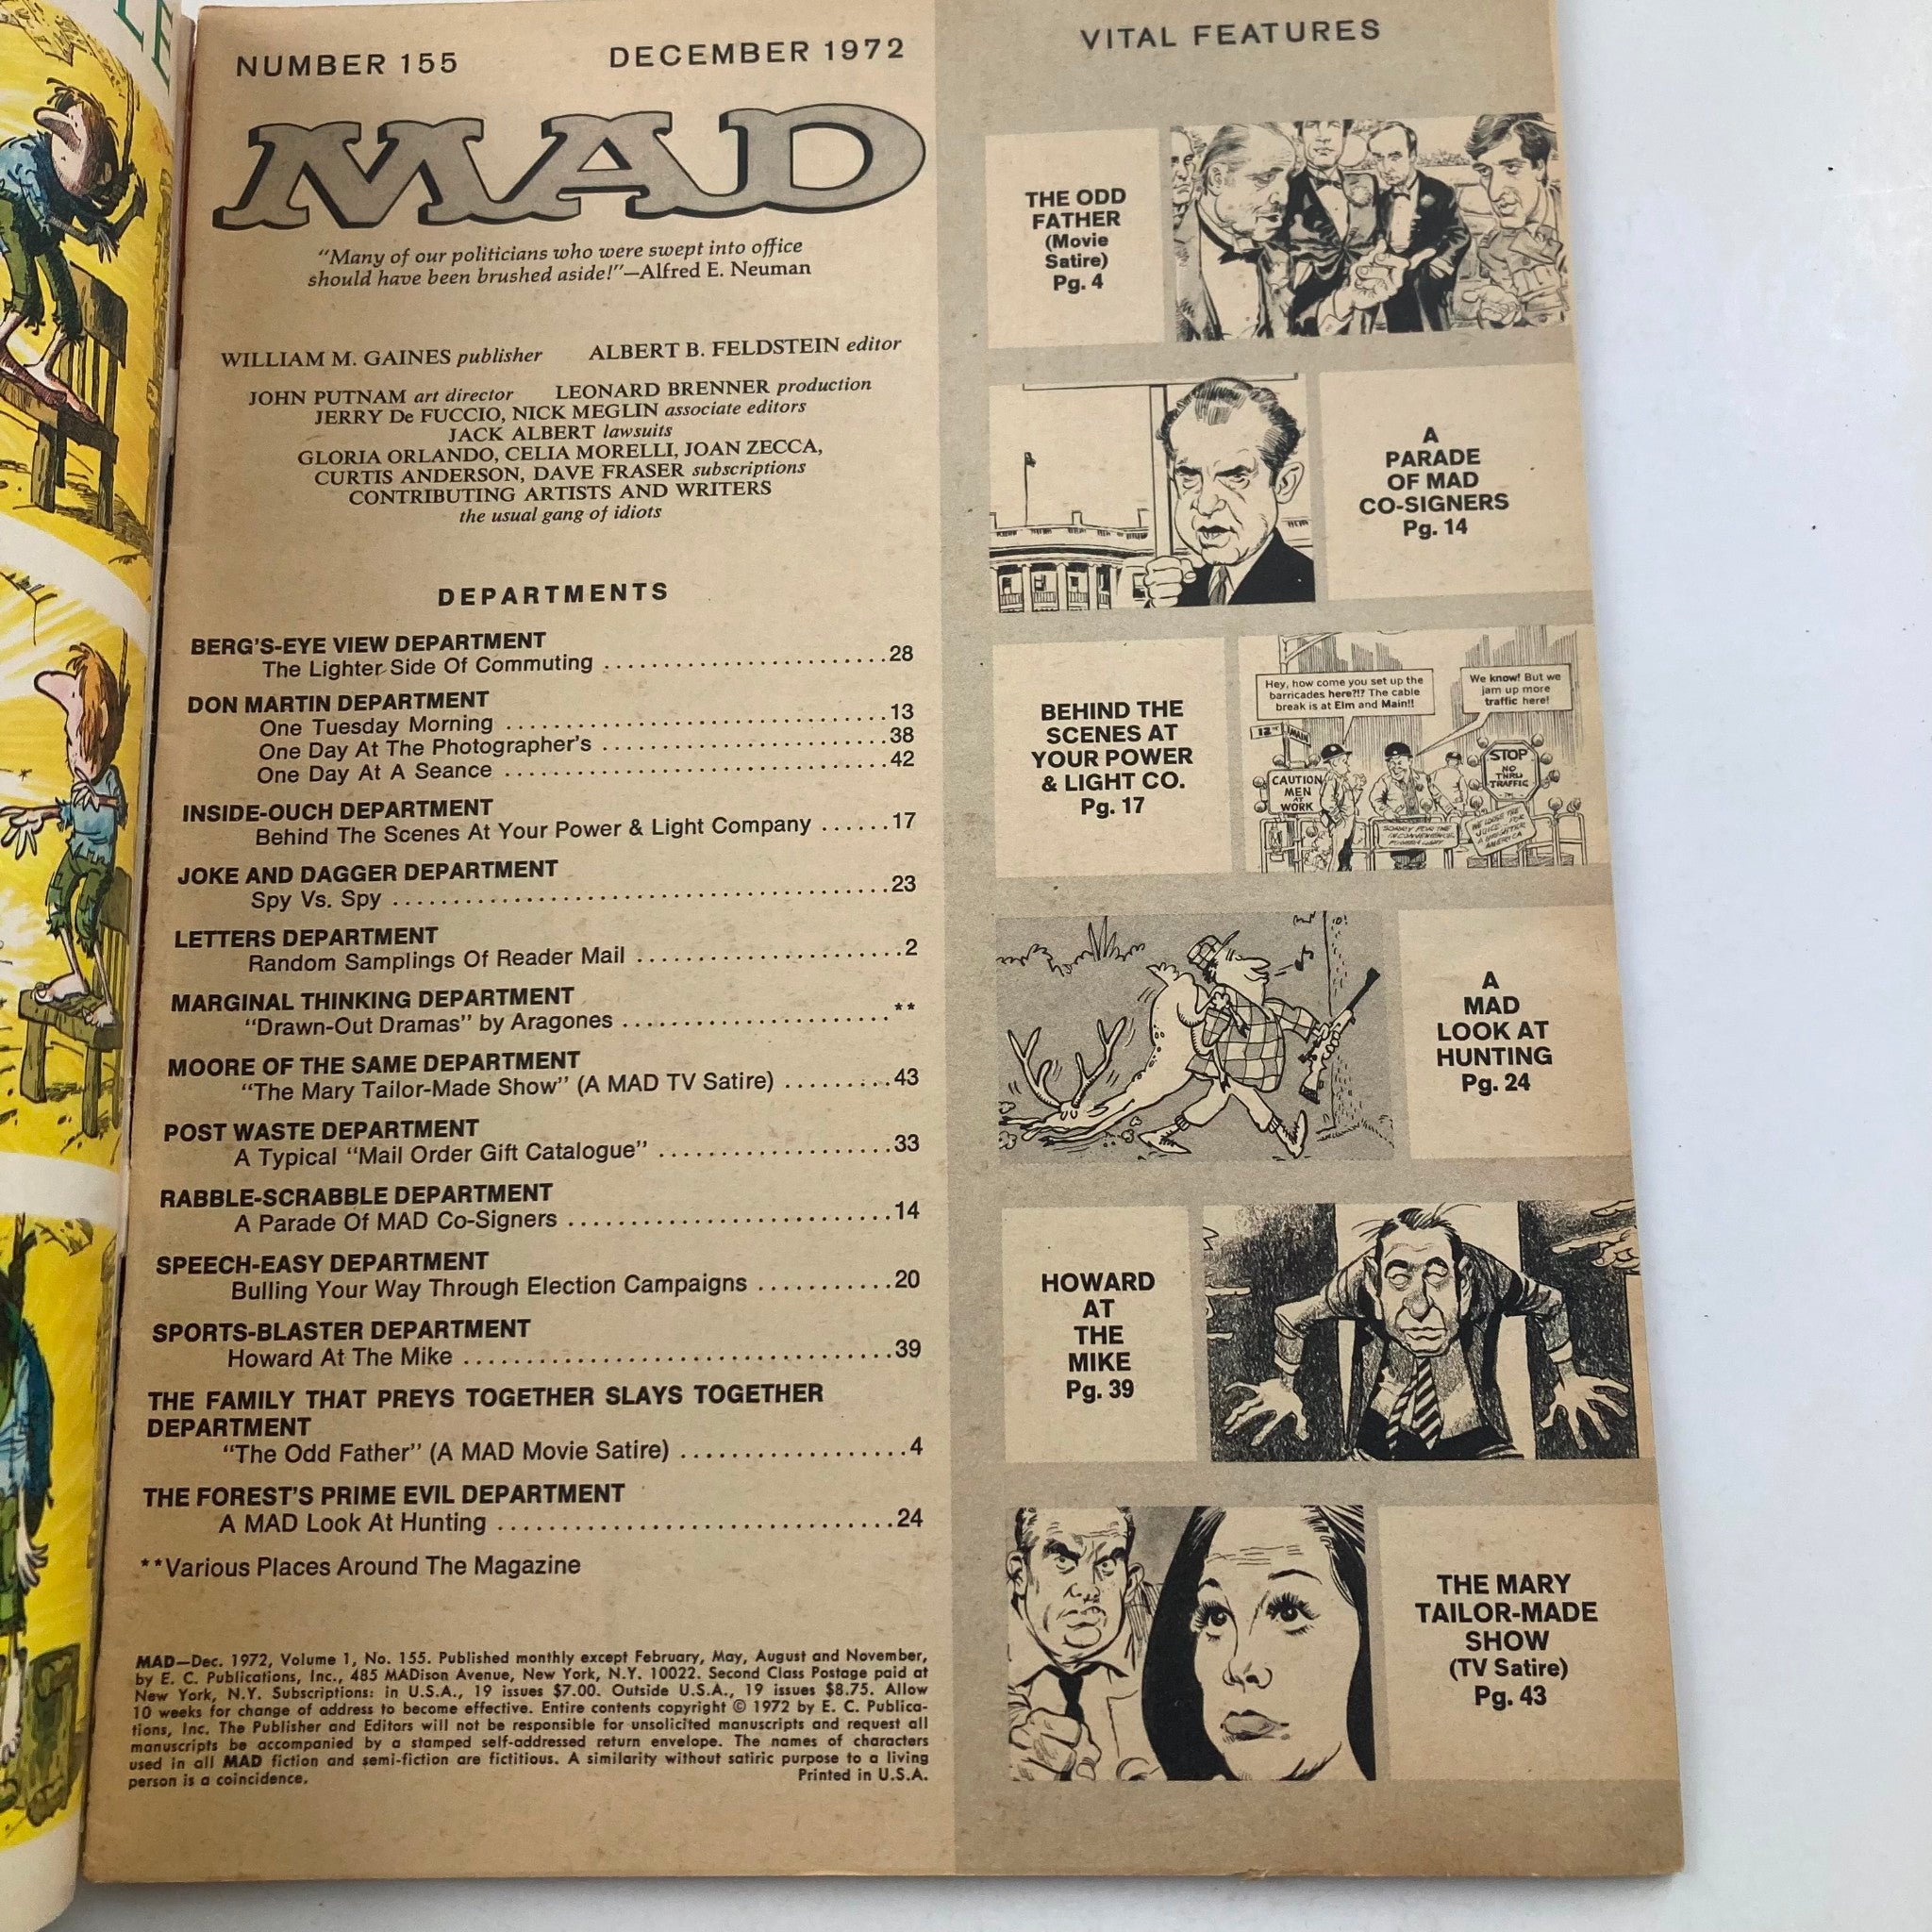 NUMBER 155 DECEMBER 1972
MAD
"Many of our politicians who were swept into office
should have been brushed aside!"—Alfred E. Neuman
WILLIAM M. GAINES publisher ALBERT B. FELDSTEIN editor
JOHN PUTNAM art director LEONARD BRENNER production
JERRY De FUCCIO, NICK MEGLIN associate editors
JACK ALBERT lawsuits
GLORIA ORLANDO, CELIA MORELLI, JOAN ZECCA,
CURTIS ANDERSON, DAVE FRASER subscriptions
CONTRIBUTING ARTISTS AND WRITERS
the usual gang of idiots
DEPARTMENTS
BERG'S-EYE VIEW DEPARTMENT
The Lighter Side Of Commuting ........................28
DON MARTIN DEPARTMENT
One Tuesday Morning .................................13
One Day At The Photographer's .........................38
One Day At A Seance .................................42
INSIDE-OUCH DEPARTMENT
Behind The Scenes At Your Power & Light Company ......17
JOKE AND DAGGER DEPARTMENT
Spy Vs. Spy ...........................................23
LETTERS DEPARTMENT
Random Samplings Of Reader Mail .......................2
MARGINAL THINKING DEPARTMENT
"Drawn-Out Dramas" by Aragones .......................**
MOORE OF THE SAME DEPARTMENT
"The Mary Tailor-Made Show" (A MAD TV Satire) .........43
POST WASTE DEPARTMENT
A Typical "Mail Order Gift Catalogue" ....................33
RABBLE-SCRABBLE DEPARTMENT
A Parade Of MAD Co-Signers ...........................14
SPEECH-EASY DEPARTMENT
Bulling Your Way Through Election Campaigns ...........20
SPORTS-BLASTER DEPARTMENT
Howard At The Mike ....................................39
THE FAMILY THAT PREYS TOGETHER SLAYS TOGETHER
DEPARTMENT
"The Odd Father" (A MAD Movie Satire) ...................4
THE FOREST'S PRIME EVIL DEPARTMENT
A MAD Look At Hunting .................................24
**Various Places Around The Magazine
MAD—Dec. 1972, Volume 1, No. 155. Published monthly except February, May, August and November,
by E. C. Publications, Inc., 485 MADison Avenue, New York, N.Y. 10022. Second Class Postage paid at
New York, N.Y. Subscriptions: in U.S.A., 19 issues $7.00. Outside U.S.A., 19 issues $8.75. Allow
10 weeks for change of address to become effective. Entire contents copyright © 1972 by E. C. Publica-
tions, Inc. The Publisher and Editors will not be responsible for unsolicited manuscripts and request all
manuscripts be accompanied by a stamped self-addressed return envelope. The names of characters
used in all MAD fiction and semi-fiction are fictitious. A similarity without satiric purpose to a living
person is a coincidence. Printed in U.S.A.
VITAL FEATURES
THE ODD
FATHER
(Movie
Satire)
Pg. 4
A
PARADE
OF MAD
CO-SIGNERS
Pg. 14
BEHIND THE
SCENES AT
YOUR POWER
& LIGHT CO.
Pg. 17
Hey, how come you set up the
barricades here?!? The cable
break is at Elm and Main!!
We know! But we
jam up more
traffic here!
12TH MAIN
CAUTION
MEN
AT
WORK
STOP
NO
THRU
TRAFFIC
SORRY FOR THE
INCONVENIENCE
A
MAD
LOOK AT
HUNTING
Pg. 24
HOWARD
AT
THE
MIKE
Pg. 39
THE MARY
TAILOR-MADE
SHOW
(TV Satire)
Pg. 43